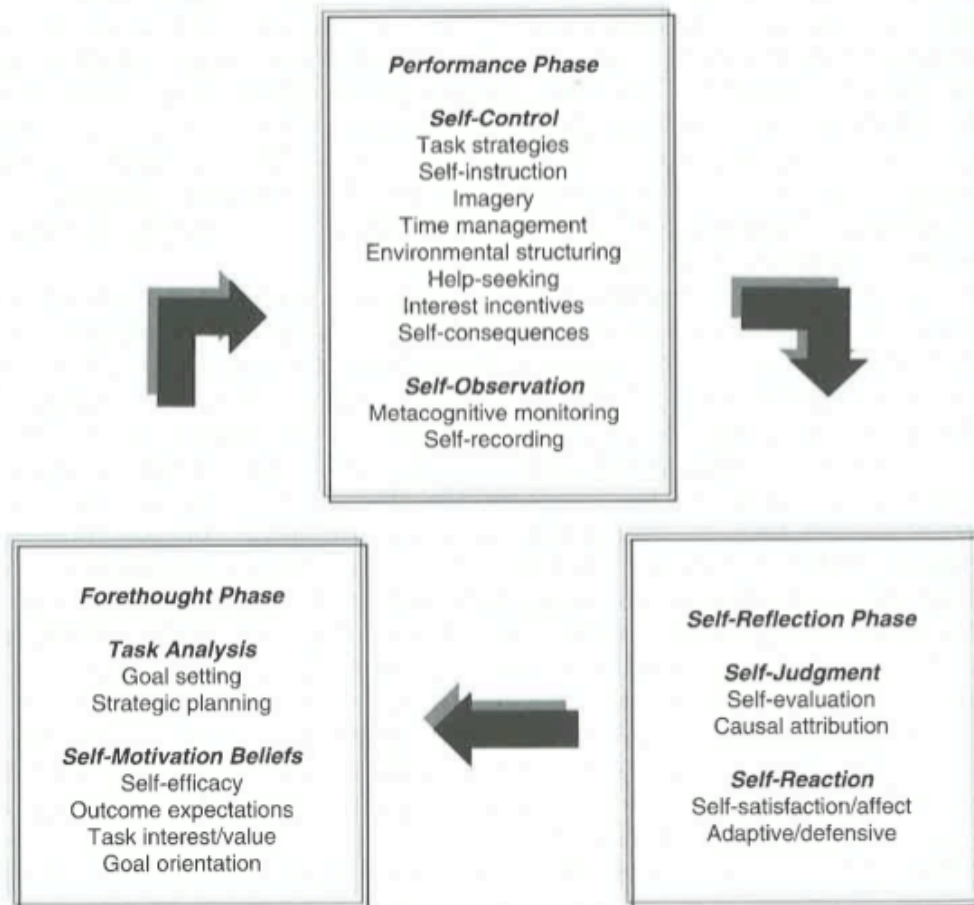 Performance Phase
Self-Control
Task strategies
Self-instruction
Imagery
Time management
Environmental structuring
Help-seeking
Interest incentives
Self-consequences
Self-Observation
Metacognitive monitoring
Self-recording
Forethought Phase
Task Analysis
Goal setting
Strategic planning
Self-Motivation Beliefs
Self-efficacy
Outcome expectations
Task interest/value
Goal orientation
Self-Reflection Phase
Self-Judgment
Self-evaluation
Causal attribution
Self-Reaction
Self-satisfaction/affect
Adaptive/defensive